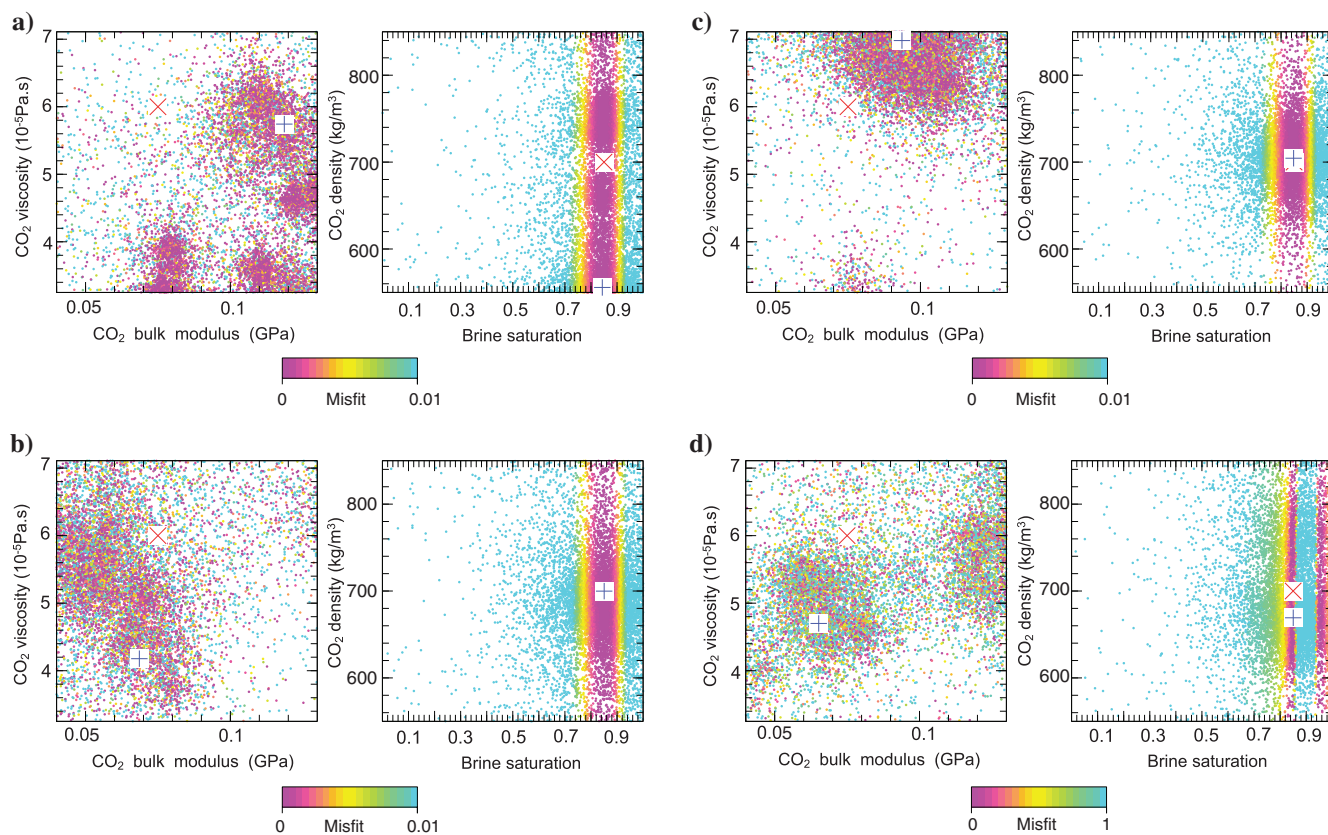 a)
7
6
5
4
CO₂ viscosity (10⁻⁵Pa.s)
0.05
0.1
CO₂ bulk modulus (GPa)
800
700
600
CO₂ density (kg/m³)
0.1 0.3 0.5 0.7 0.9
Brine saturation
0 Misfit 0.01
c)
7
6
5
4
CO₂ viscosity (10⁻⁵Pa.s)
0.05
0.1
CO₂ bulk modulus (GPa)
800
700
600
CO₂ density (kg/m³)
0.1 0.3 0.5 0.7 0.9
Brine saturation
0 Misfit 0.01
b)
7
6
5
4
CO₂ viscosity (10⁻⁵Pa.s)
0.05
0.1
CO₂ bulk modulus (GPa)
800
700
600
CO₂ density (kg/m³)
0.1 0.3 0.5 0.7 0.9
Brine saturation
0 Misfit 0.01
d)
7
6
5
4
CO₂ viscosity (10⁻⁵Pa.s)
0.05
0.1
CO₂ bulk modulus (GPa)
800
700
600
CO₂ density (kg/m³)
0.1 0.3 0.5 0.7 0.9
Brine saturation
0 Misfit 1